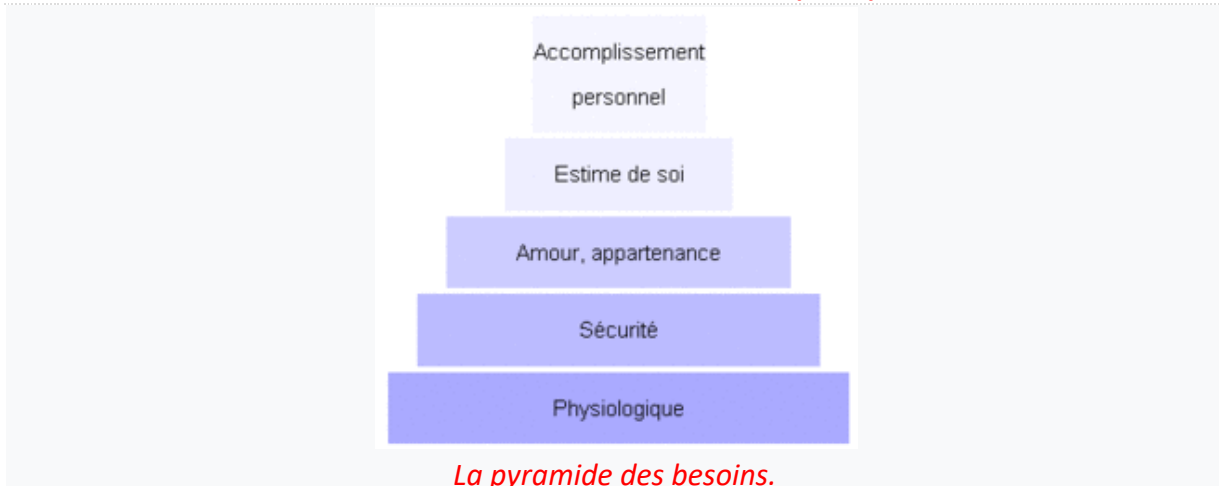 Accomplissement
personnel
Estime de soi
Amour, appartenance
Sécurité
Physiologique
La pyramide des besoins.